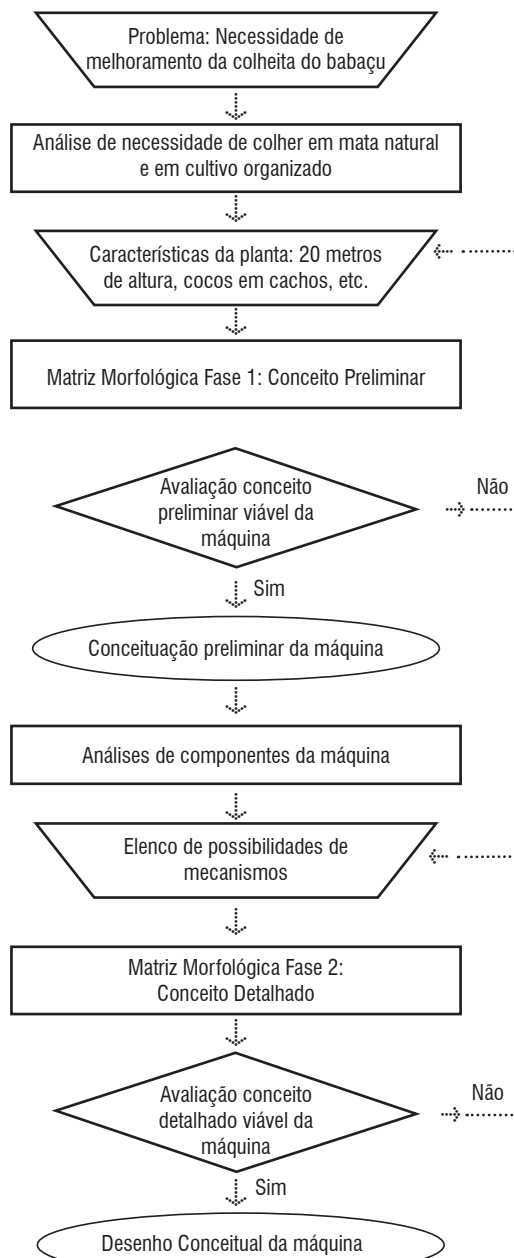 Problema: Necessidade de
melhoramento da colheita do babaçu
Análise de necessidade de colher em mata natural
e em cultivo organizado
Características da planta: 20 metros
de altura, cocos em cachos, etc.
Matriz Morfológica Fase 1: Conceito Preliminar
Avaliação conceito
preliminar viável da
máquina
Não
Sim
Conceituação preliminar da máquina
Análises de componentes da máquina
Elenco de possibilidades de
mecanismos
Matriz Morfológica Fase 2:
Conceito Detalhado
Avaliação conceito
detalhado viável da
máquina
Não
Sim
Desenho Conceitual da máquina